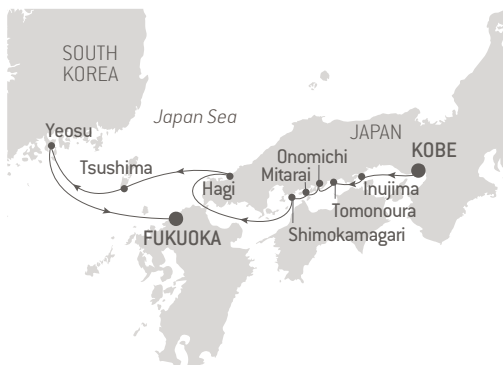 SOUTH
KOREA
Yeosu
Japan Sea
Tsushima
JAPAN
KOBE
Onomichi
Mitarai
Hagi
Inujima
Tomonoura
Shimokamagari
FUKUOKA